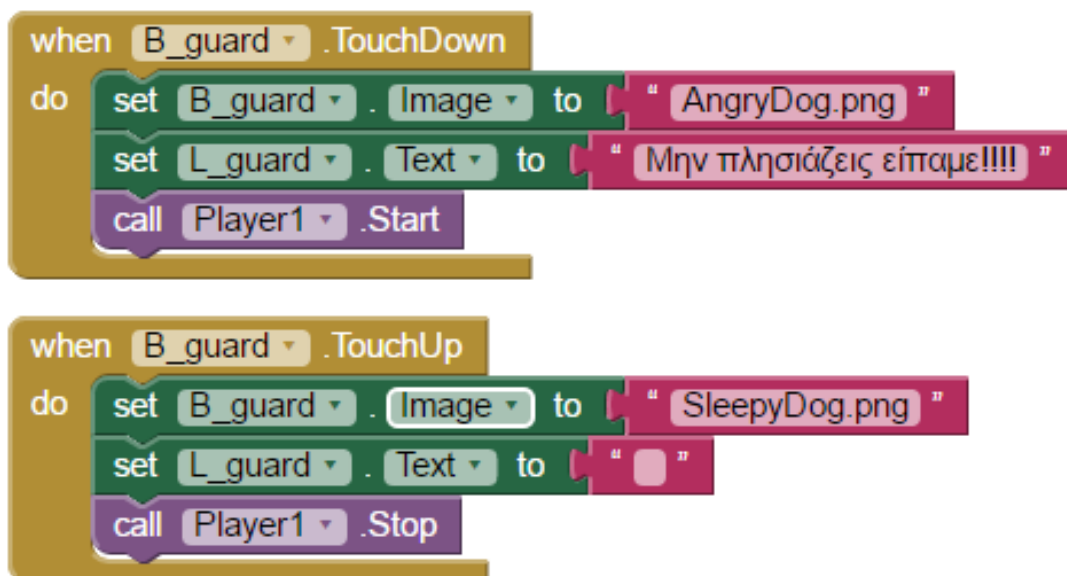 when B_guard .TouchDown
do set B_guard . Image to " AngryDog.png "
set L_guard . Text to " Μην πλησιάζεις είπαμε!!!! "
call Player1 .Start
when B_guard .TouchUp
do set B_guard . Image to " SleepyDog.png "
set L_guard . Text to " "
call Player1 .Stop